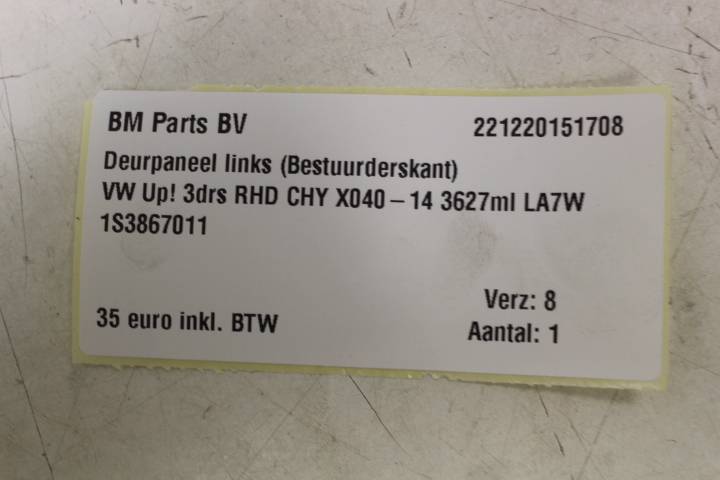 BM Parts BV 221220151708
Deurpaneel links (Bestuurderskant)
VW Up! 3drs RHD CHY X040-14 3627ml LA7W
1S3867011
Verz: 8
35 euro inkl. BTW
Aantal: 1